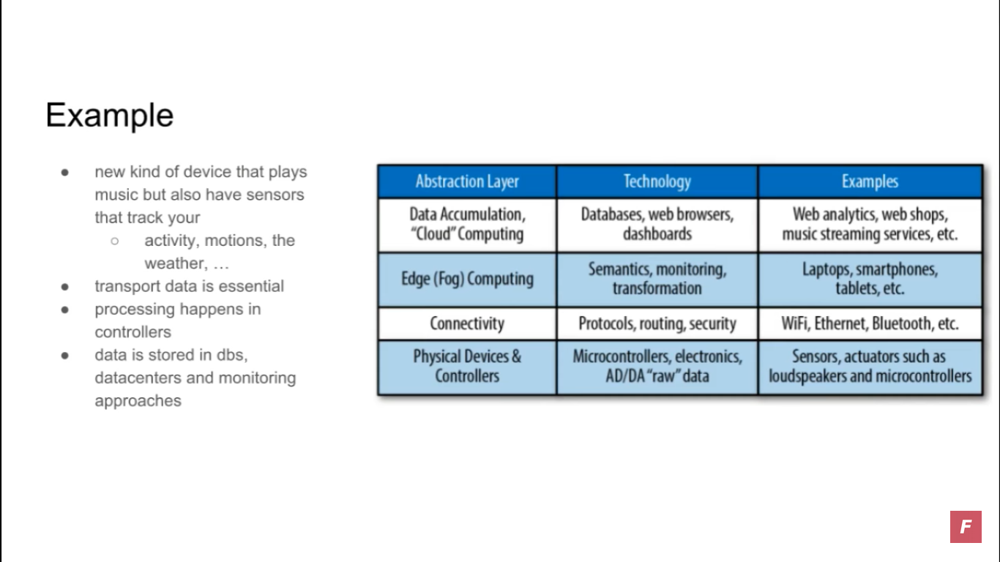 Example
● new kind of device that plays
music but also have sensors
that track your
○ activity, motions, the
weather, …
● transport data is essential
● processing happens in
controllers
● data is stored in dbs,
datacenters and monitoring
approaches
Abstraction Layer Technology Examples
Data Accumulation, Databases, web browsers, Web analytics, web shops,
“Cloud” Computing dashboards music streaming services, etc.
Edge (Fog) Computing Semantics, monitoring, Laptops, smartphones,
transformation tablets, etc.
Connectivity Protocols, routing, security WiFi, Ethernet, Bluetooth, etc.
Physical Devices & Microcontrollers, electronics, Sensors, actuators such as
Controllers AD/DA “raw” data loudspeakers and microcontrollers
F